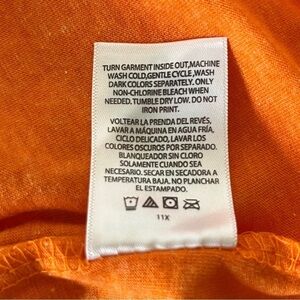 TURN GARMENT INSIDE OUT,MACHINE
WASH COLD,GENTLE CYCLE ,WASH
DARK COLORS SEPARATELY. ONLY
NON-CHLORINE BLEACH WHEN
NEEDED. TUMBLE DRY LOW. DO NOT
IRON PRINT.
VOLTEAR LA PRENDA DEL REVÉS,
LAVAR A MÁQUINA EN AGUA FRÍA,
CICLO DELICADO, LAVAR LOS
COLORES OSCUROS POR SEPARADO.
BLANQUEADOR SIN CLORO
SOLAMENTE CUANDO SEA
NECESARIO. SECAR EN SECADORA A
TEMPERATURA BAJA. NO PLANCHAR
EL ESTAMPADO.
11X